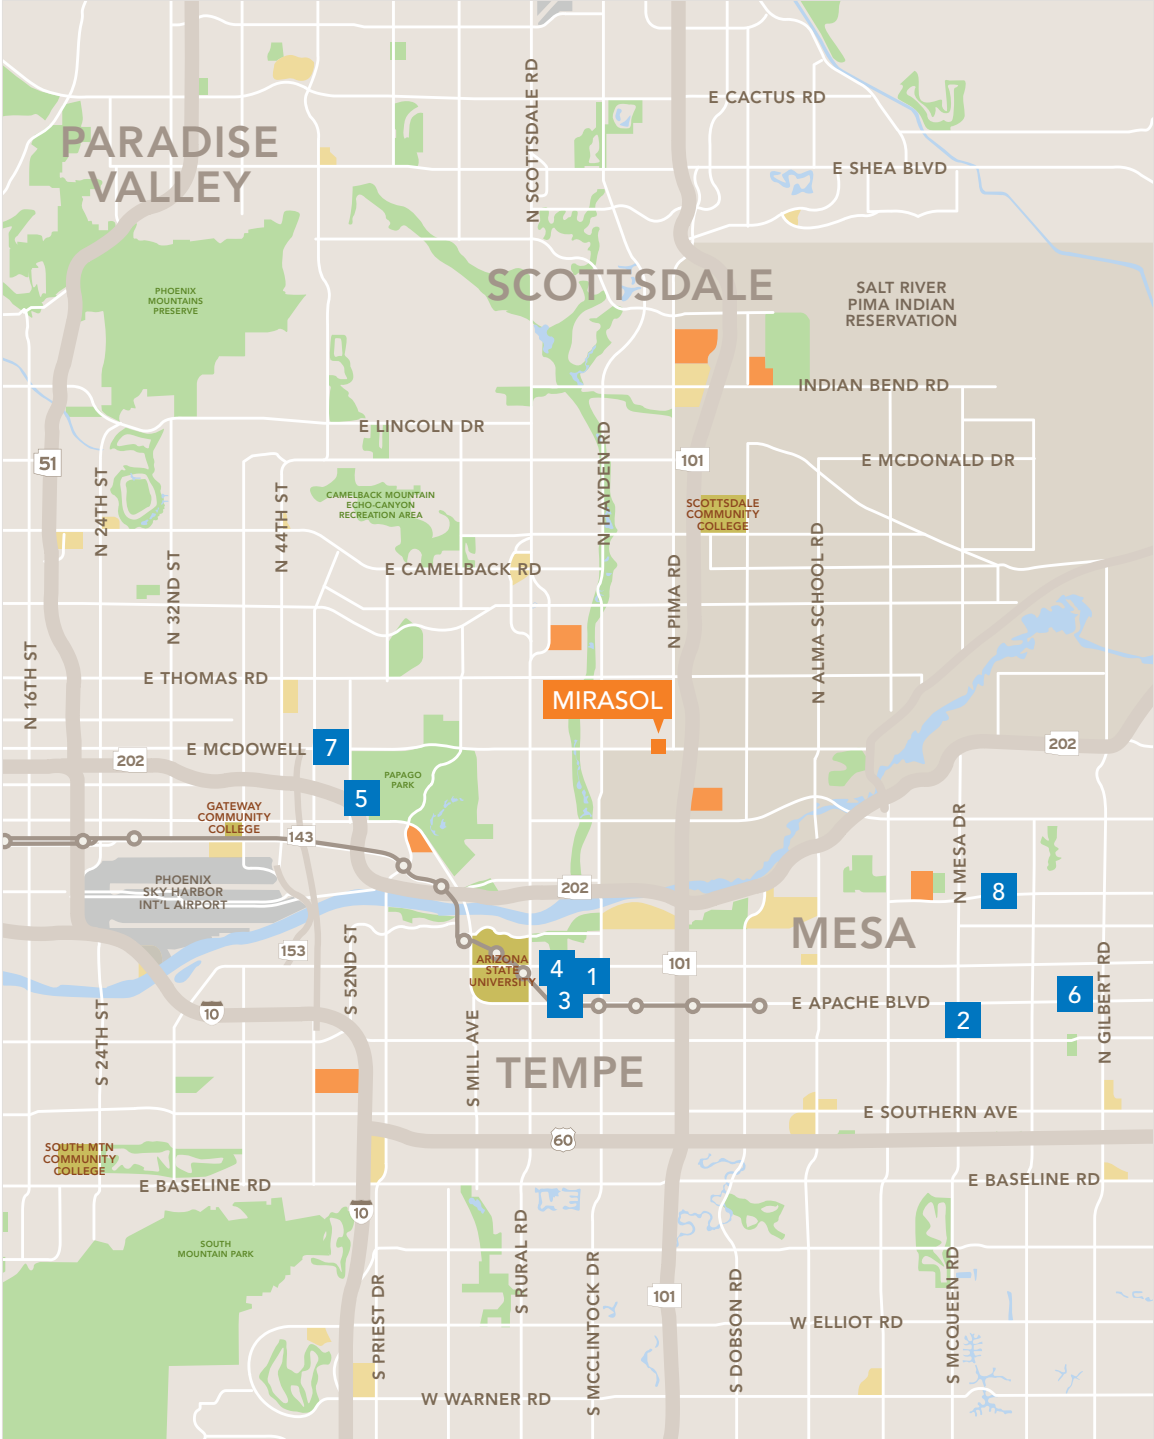 E CACTUS RD
N SCOTTSDALE RD
PARADISE
VALLEY
E SHEA BLVD
SCOTTSDALE
SALT RIVER
PIMA INDIAN
RESERVATION
PHOENIX
MOUNTAINS
PRESERVE
INDIAN BEND RD
E LINCOLN DR
N HAYDEN RD
51
101
E MCDONALD DR
N 24TH ST
N 44TH ST
CAMELBACK MOUNTAIN
ECHO-CANYON
RECREATION AREA
SCOTTSDALE
COMMUNITY
COLLEGE
N 32ND ST
E CAMELBACK RD
N PIMA RD
N ALMA SCHOOL RD
N 16TH ST
E THOMAS RD
MIRASOL
E MCDOWELL
7
202
202
PAPAGO
PARK
5
GATEWAY
COMMUNITY
COLLEGE
143
N MESA DR
PHOENIX
SKY HARBOR
INT'L AIRPORT
202
8
MESA
153
S 52ND ST
ARIZONA
STATE
UNIVERSITY
4
1
3
101
N GILBERT RD
6
E APACHE BLVD
2
10
S 24TH ST
S MILL AVE
TEMPE
E SOUTHERN AVE
60
SOUTH MTN
COMMUNITY
COLLEGE
E BASELINE RD
E BASELINE RD
10
SOUTH
MOUNTAIN PARK
S RURAL RD
S PRIEST DR
S MCCLINTOCK DR
101
S DOBSON RD
W ELLIOT RD
S MCQUEEN RD
W WARNER RD